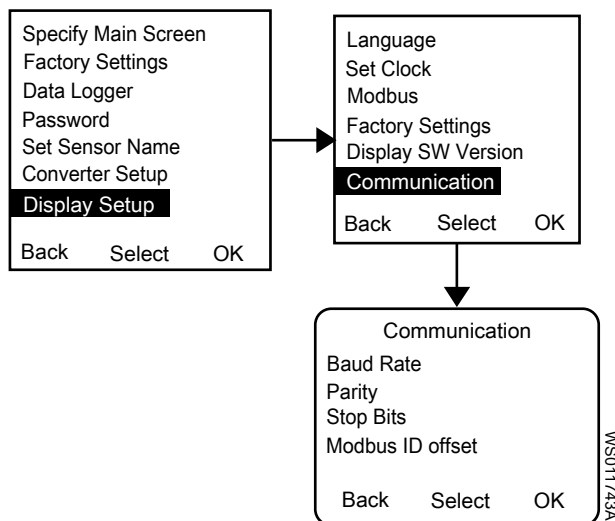 Specify Main Screen
Factory Settings
Data Logger
Password
Set Sensor Name
Converter Setup
Display Setup
Back Select OK
Language
Set Clock
Modbus
Factory Settings
Display SW Version
Communication
Back Select OK
Communication
Baud Rate
Parity
Stop Bits
Modbus ID offset
Back Select OK
WS011743A